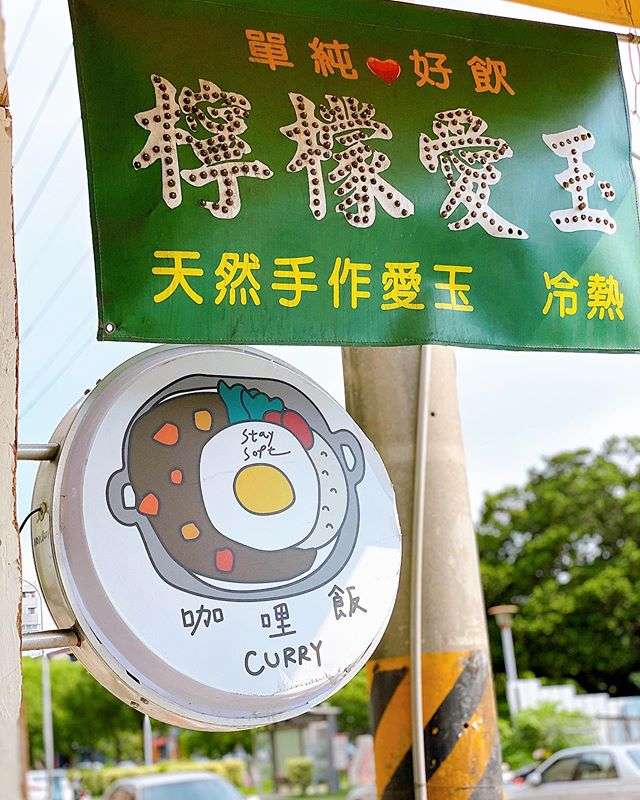 單純好飲
檸檬愛玉
天然手作愛玉 冷熱
stay
soft
咖哩飯
CURRY